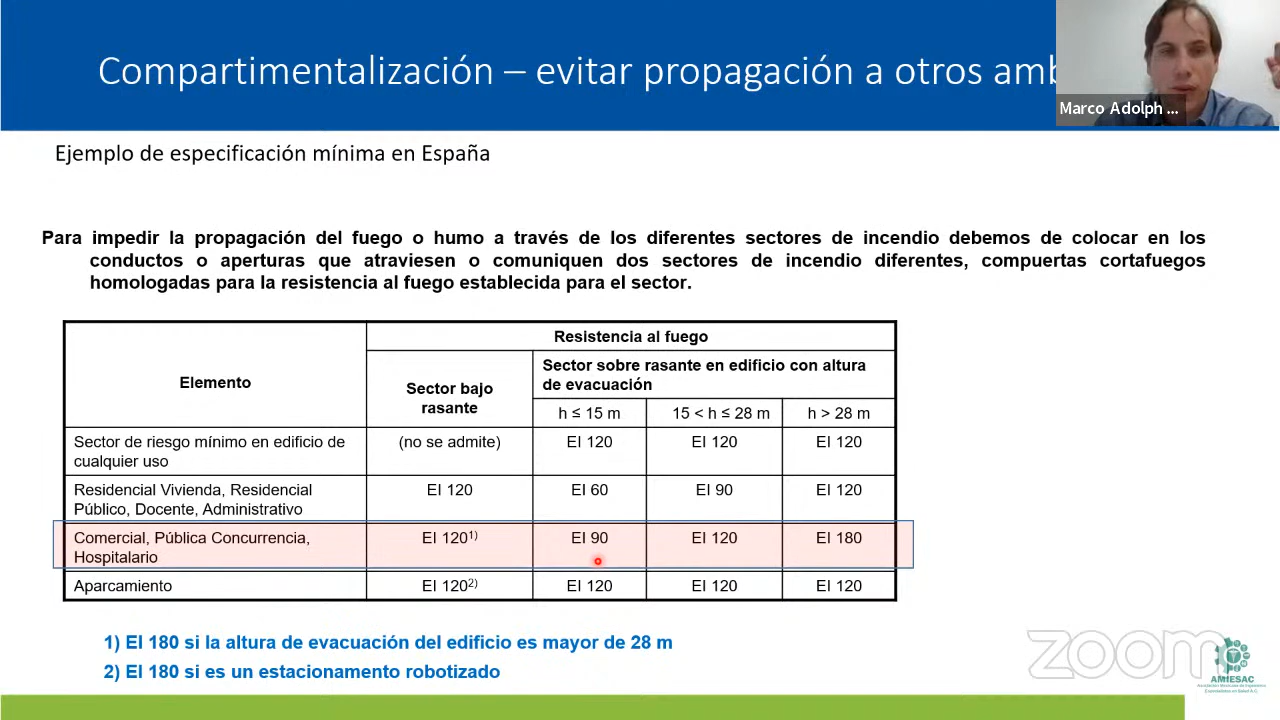 Compartimentalización – evitar propagación a otros amb
Marco Adolph ...
Ejemplo de especificación mínima en España
Para impedir la propagación del fuego o humo a través de los diferentes sectores de incendio debemos de colocar en los
conductos o aperturas que atraviesen o comuniquen dos sectores de incendio diferentes, compuertas cortafuegos
homologadas para la resistencia al fuego establecida para el sector.
Elemento
Resistencia al fuego
Sector bajo
rasante
Sector sobre rasante en edificio con altura
de evacuación
h ≤ 15 m 15 < h ≤ 28 m h > 28 m
Sector de riesgo mínimo en edificio de
cualquier uso
(no se admite) EI 120 EI 120 EI 120
Residencial Vivienda, Residencial
Público, Docente, Administrativo
EI 120 EI 60 EI 90 EI 120
Comercial, Pública Concurrencia,
Hospitalario
EI 120¹⁾ EI 90 EI 120 EI 180
Aparcamiento EI 120²⁾ EI 120 EI 120 EI 120
1) EI 180 si la altura de evacuación del edificio es mayor de 28 m
2) EI 180 si es un estacionamento robotizado
zoom
AMIESAC